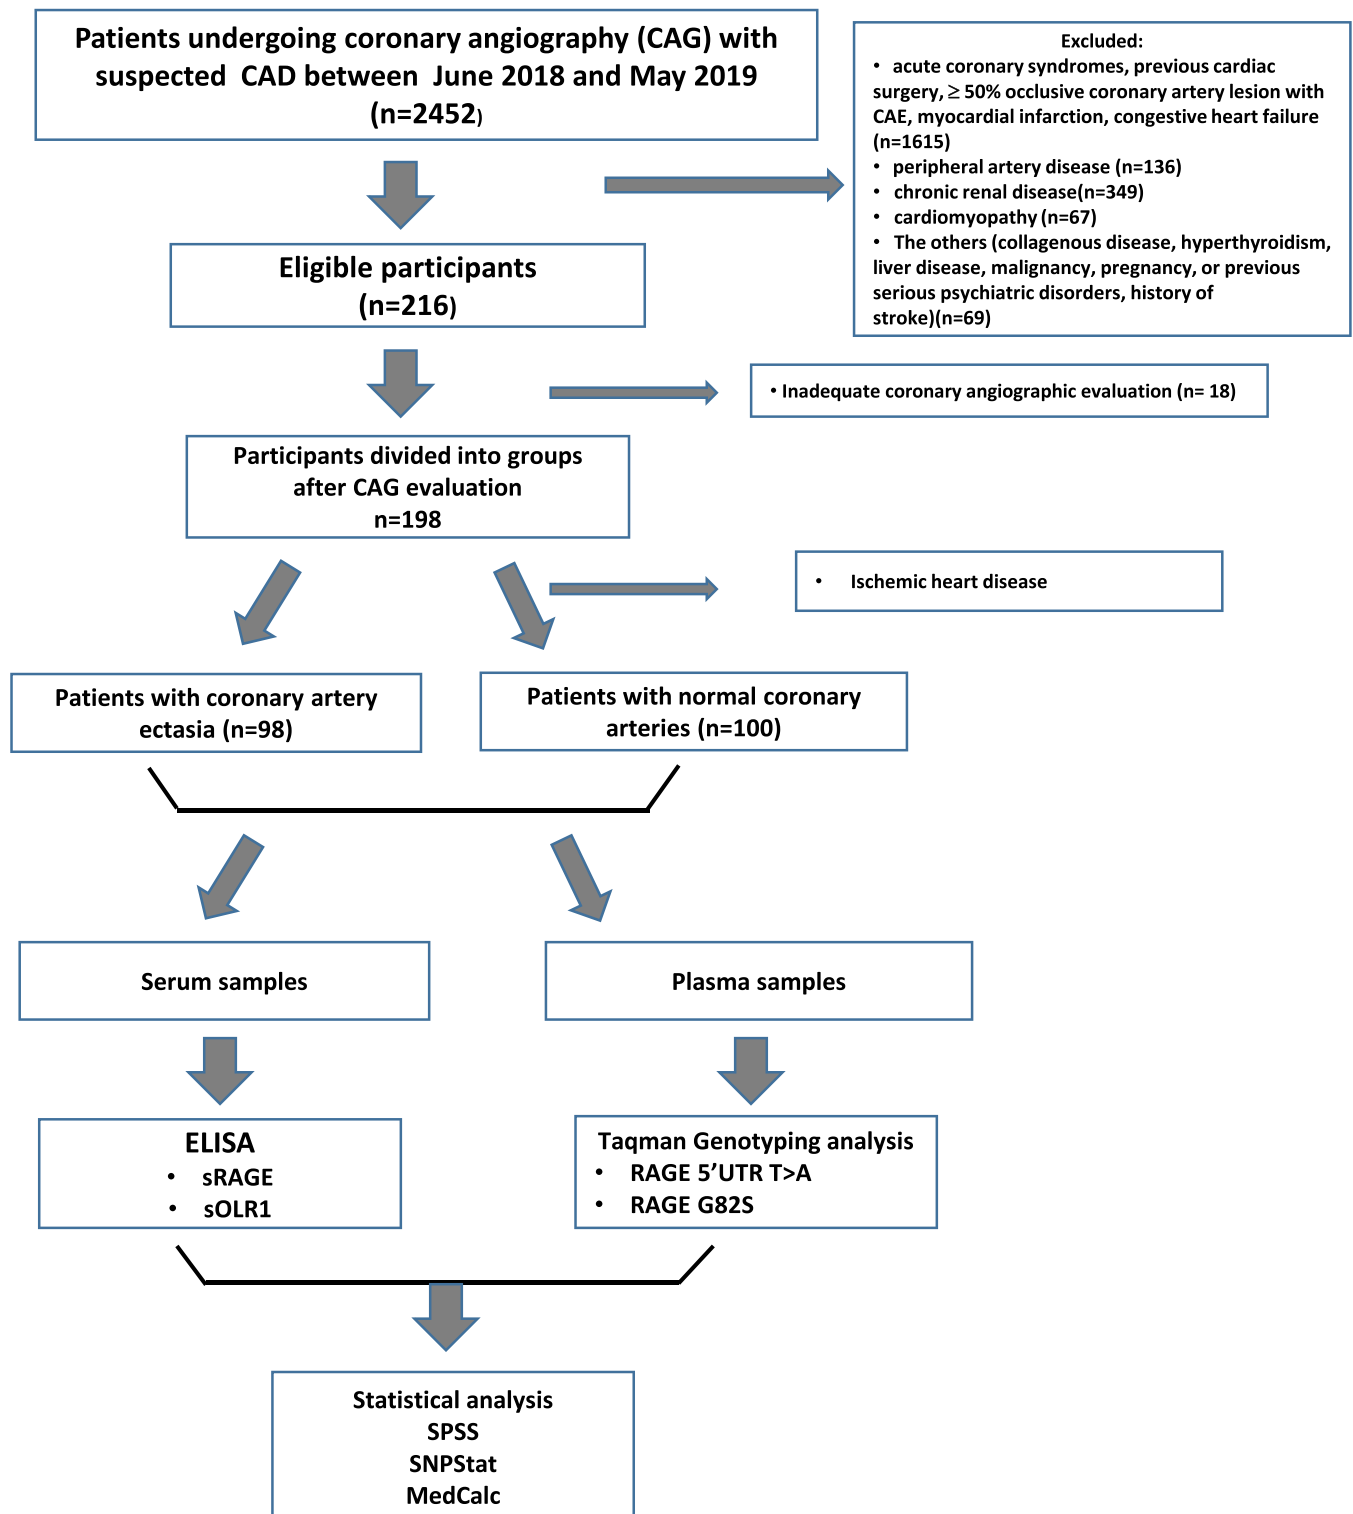 Patients undergoing coronary angiography (CAG) with
suspected CAD between June 2018 and May 2019
(n=2452)
Excluded:
• acute coronary syndromes, previous cardiac
surgery, ≥ 50% occlusive coronary artery lesion with
CAE, myocardial infarction, congestive heart failure
(n=1615)
• peripheral artery disease (n=136)
• chronic renal disease(n=349)
• cardiomyopathy (n=67)
• The others (collagenous disease, hyperthyroidism,
liver disease, malignancy, pregnancy, or previous
serious psychiatric disorders, history of
stroke)(n=69)
Eligible participants
(n=216)
• Inadequate coronary angiographic evaluation (n= 18)
Participants divided into groups
after CAG evaluation
n=198
• Ischemic heart disease
Patients with coronary artery
ectasia (n=98)
Patients with normal coronary
arteries (n=100)
Serum samples
Plasma samples
ELISA
• sRAGE
• sOLR1
Taqman Genotyping analysis
• RAGE 5’UTR T>A
• RAGE G82S
Statistical analysis
SPSS
SNPStat
MedCalc